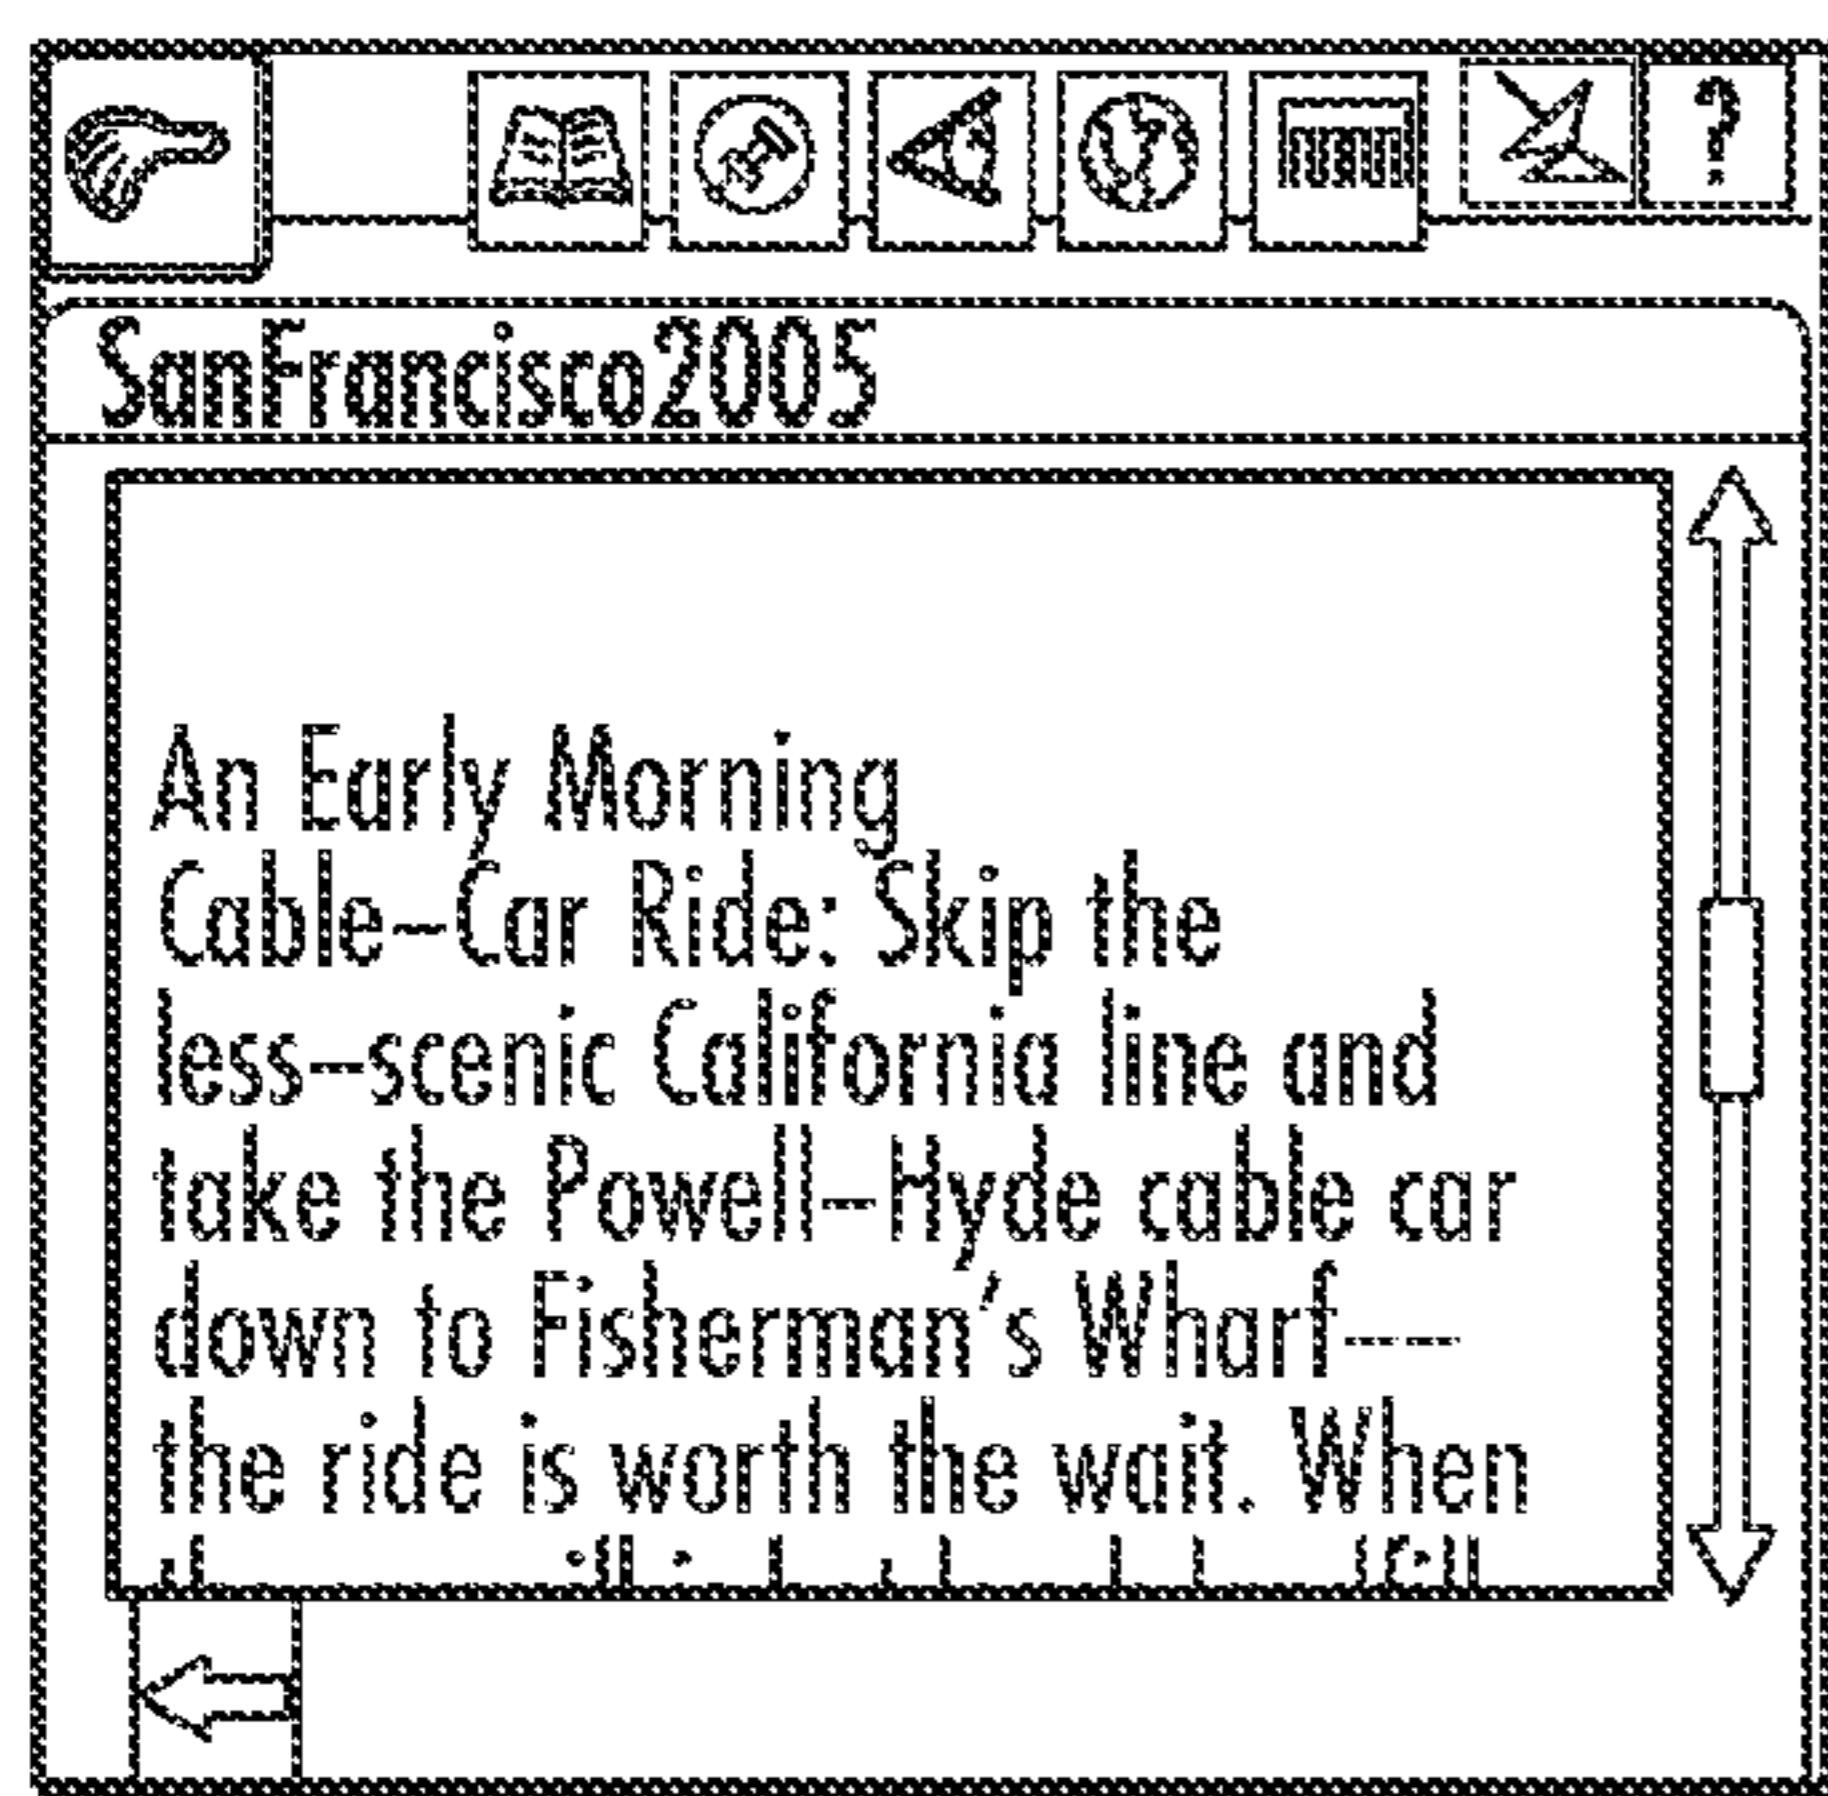 ?
SanFrancisco2005
An Early Morning
Cable-Car Ride: Skip the
less-scenic California line and
take the Powell-Hyde cable car
down to Fisherman's Wharf--
the ride is worth the wait. When